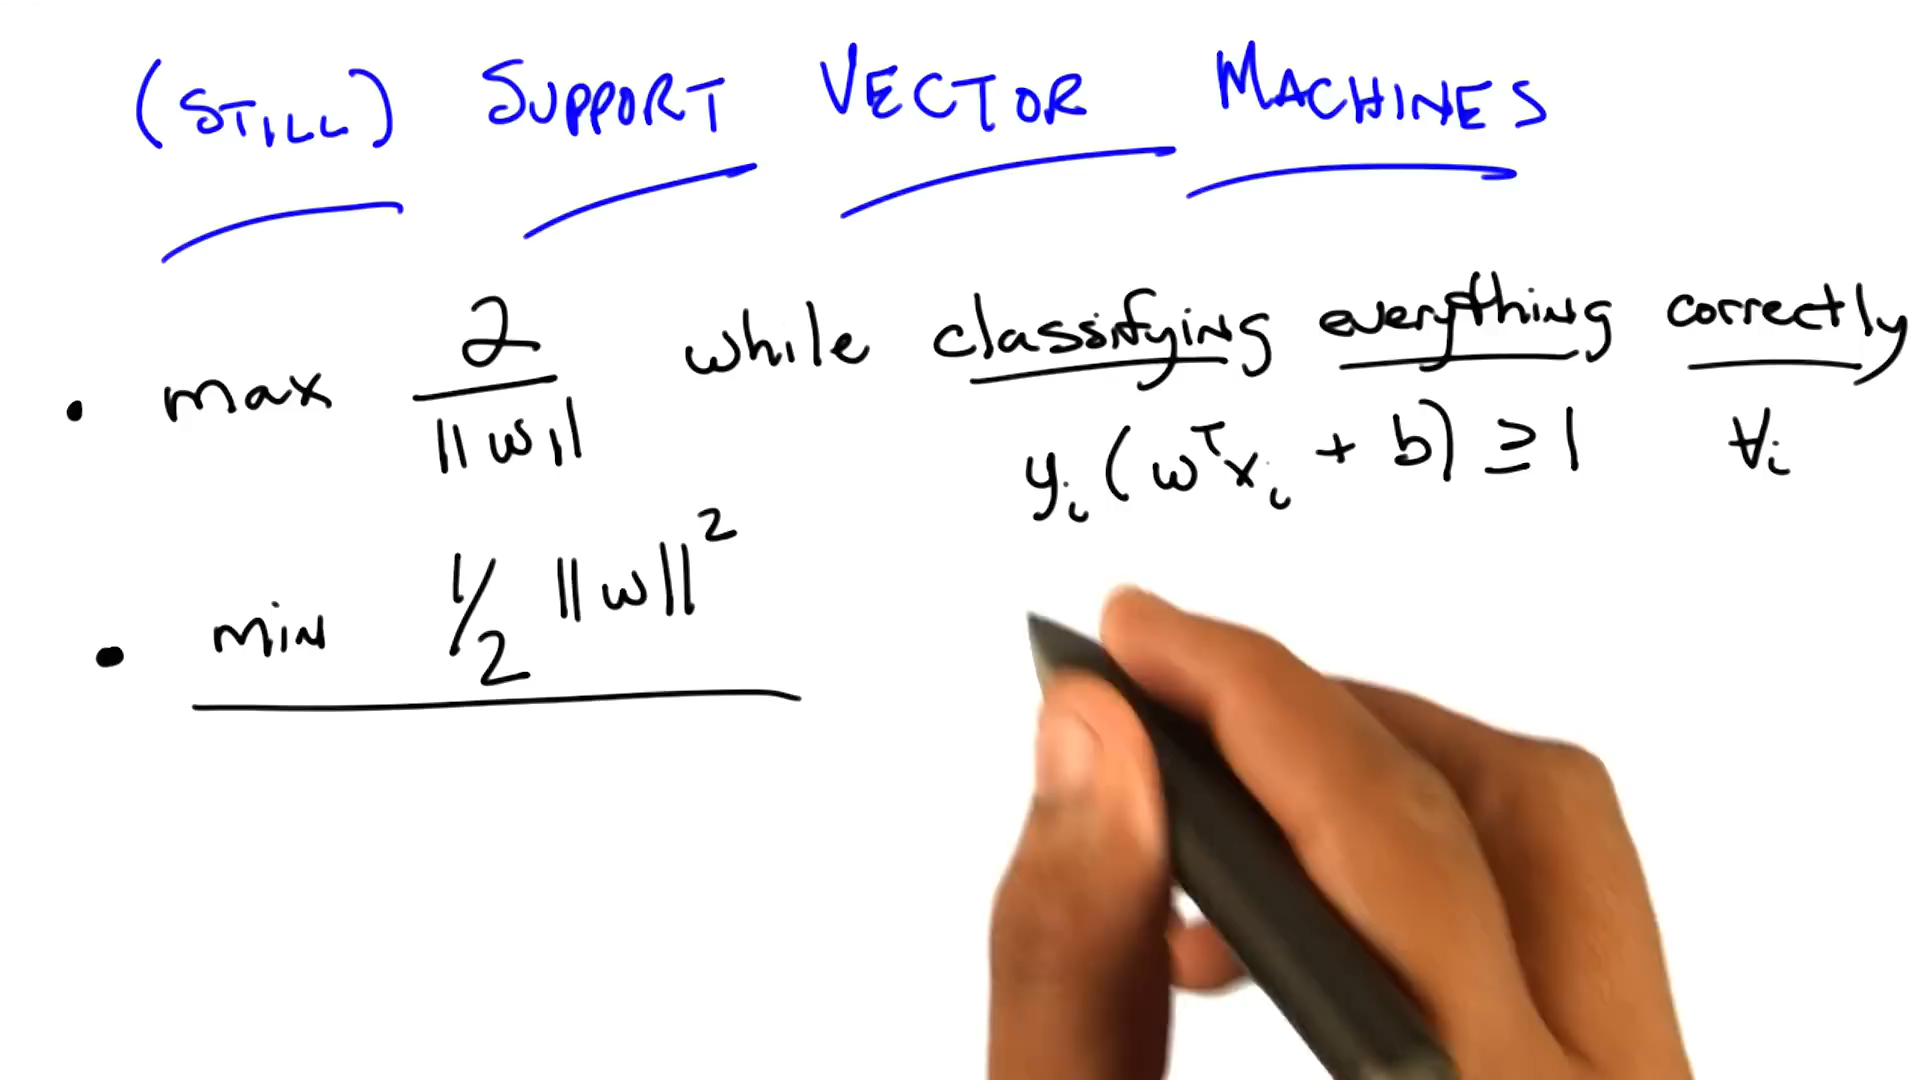 (STILL) SUPPORT VECTOR MACHINES
• max 2/||w|| while classifying everything correctly
yᵢ(wᵀxᵢ + b) ≥ 1 ∀ᵢ
• min 1/2 ||w||²